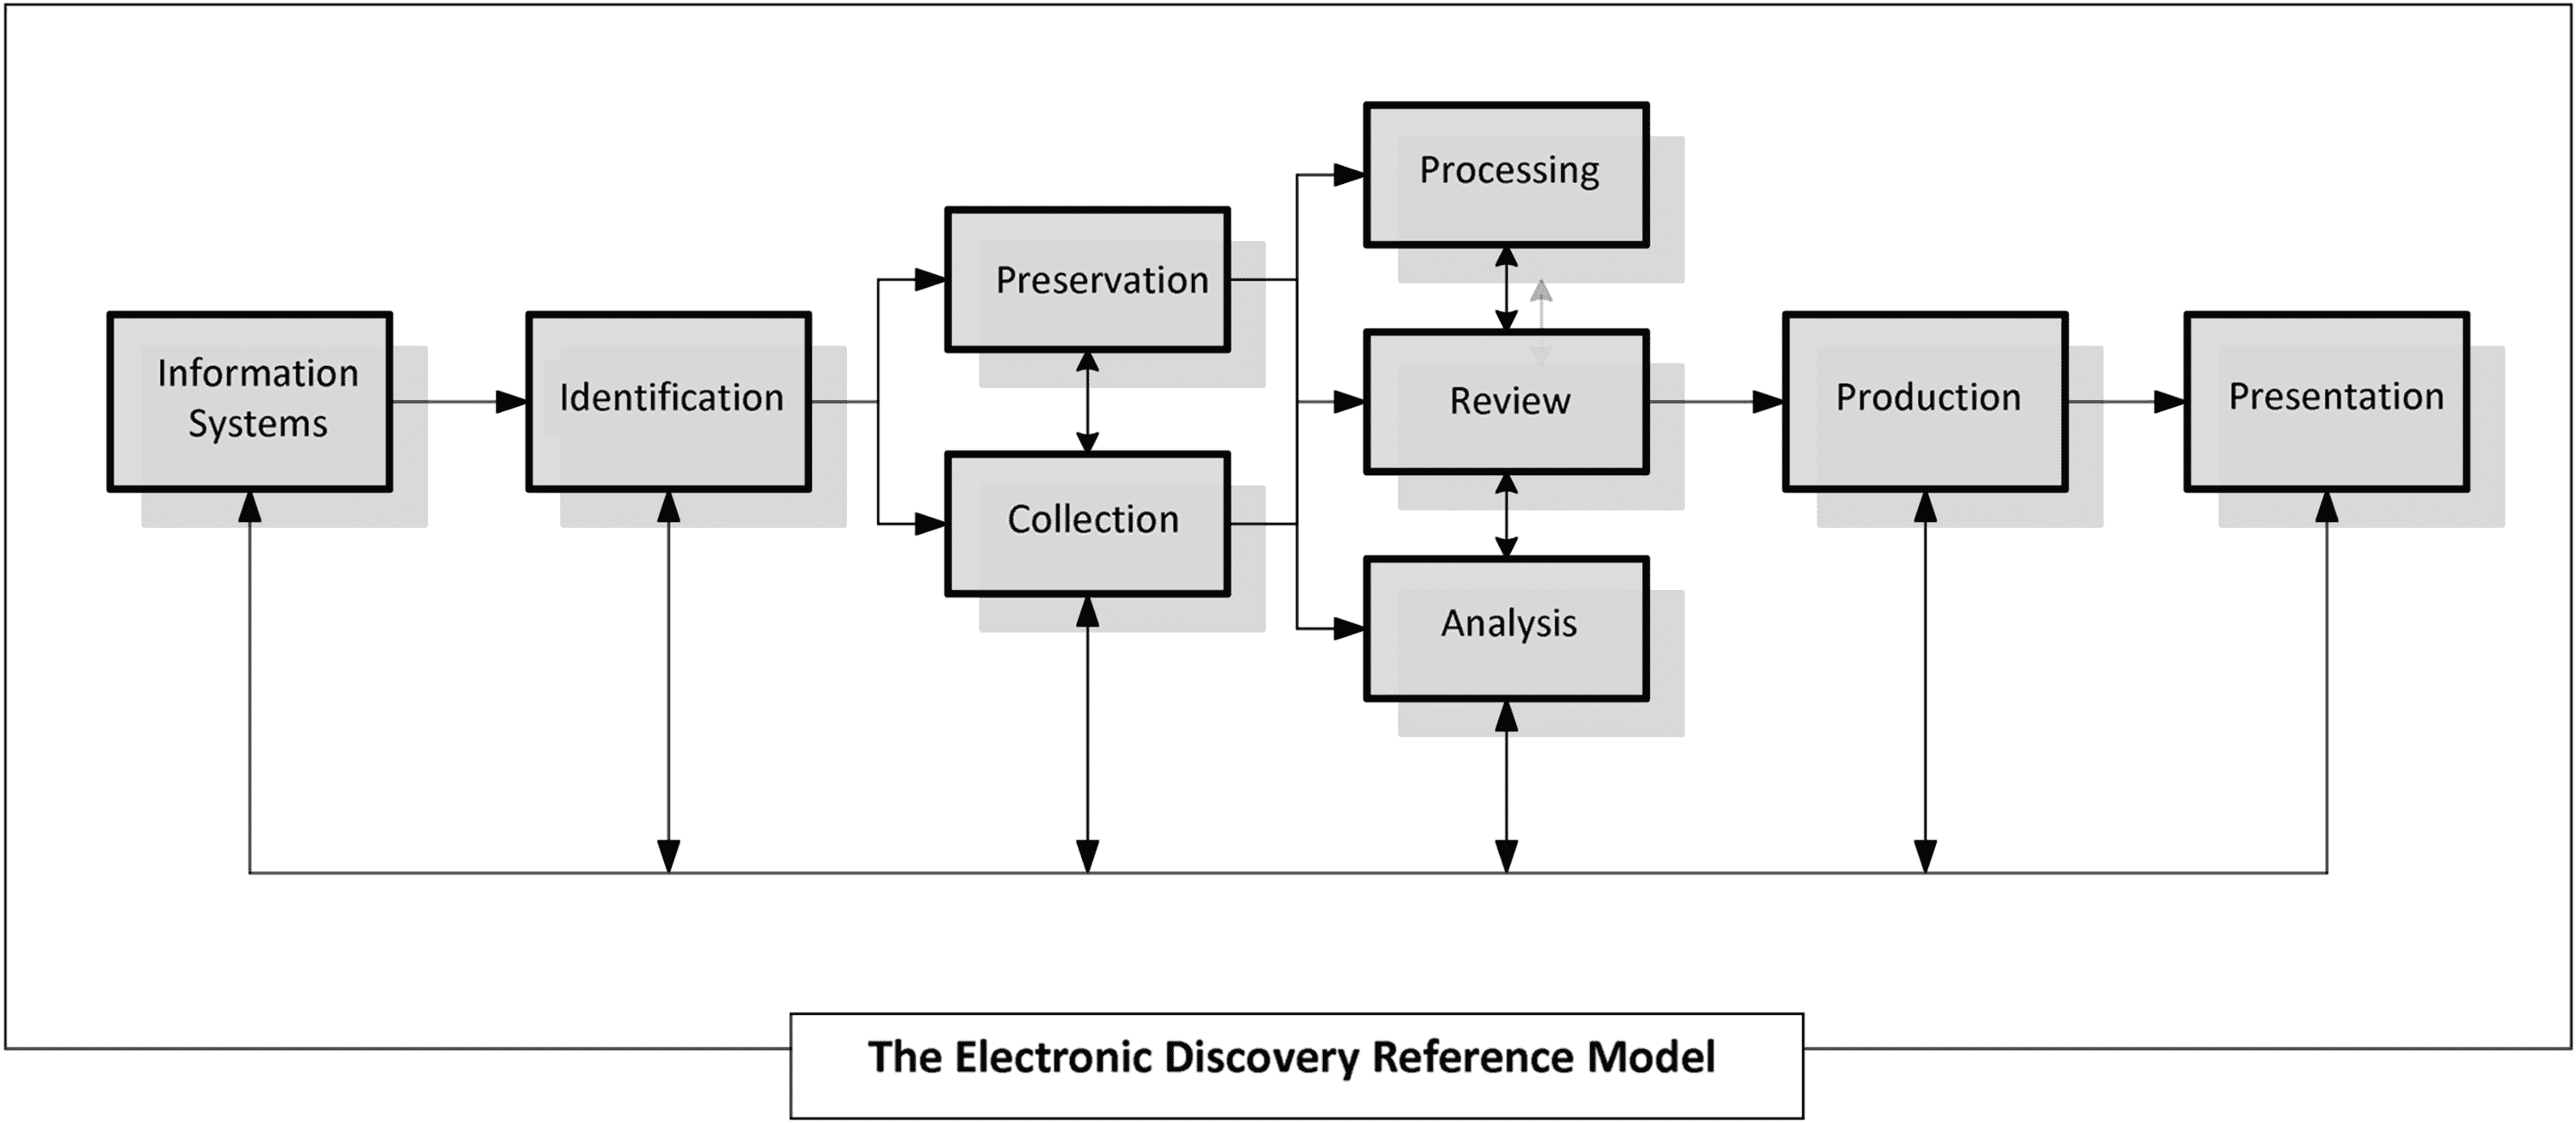 Processing
Preservation
Information
Systems
Identification
Review
Production
Presentation
Collection
Analysis
The Electronic Discovery Reference Model